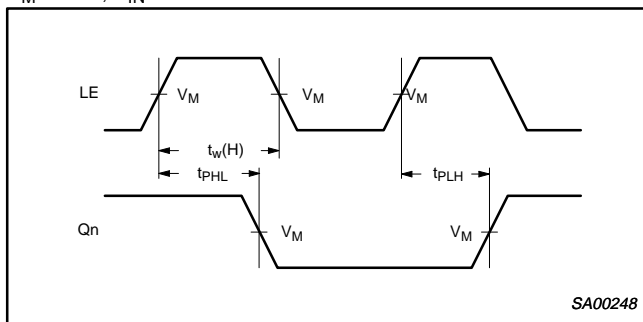 LE
V_M V_M V_M
t_w(H)
t_PHL t_PLH
Qn
V_M V_M
SA00248